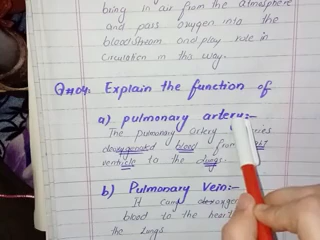 bring in air from the atmosphere
and pass oxygen into the
bloodstream and play role in
Circulation in this way.
Q#04: Explain the function of
a) pulmonary artery:-
The pulmonary artery
deoxygenated blood from
ventricle to the lungs.
b) Pulmonary Vein:-
It carry
blood to the heart
the lungs